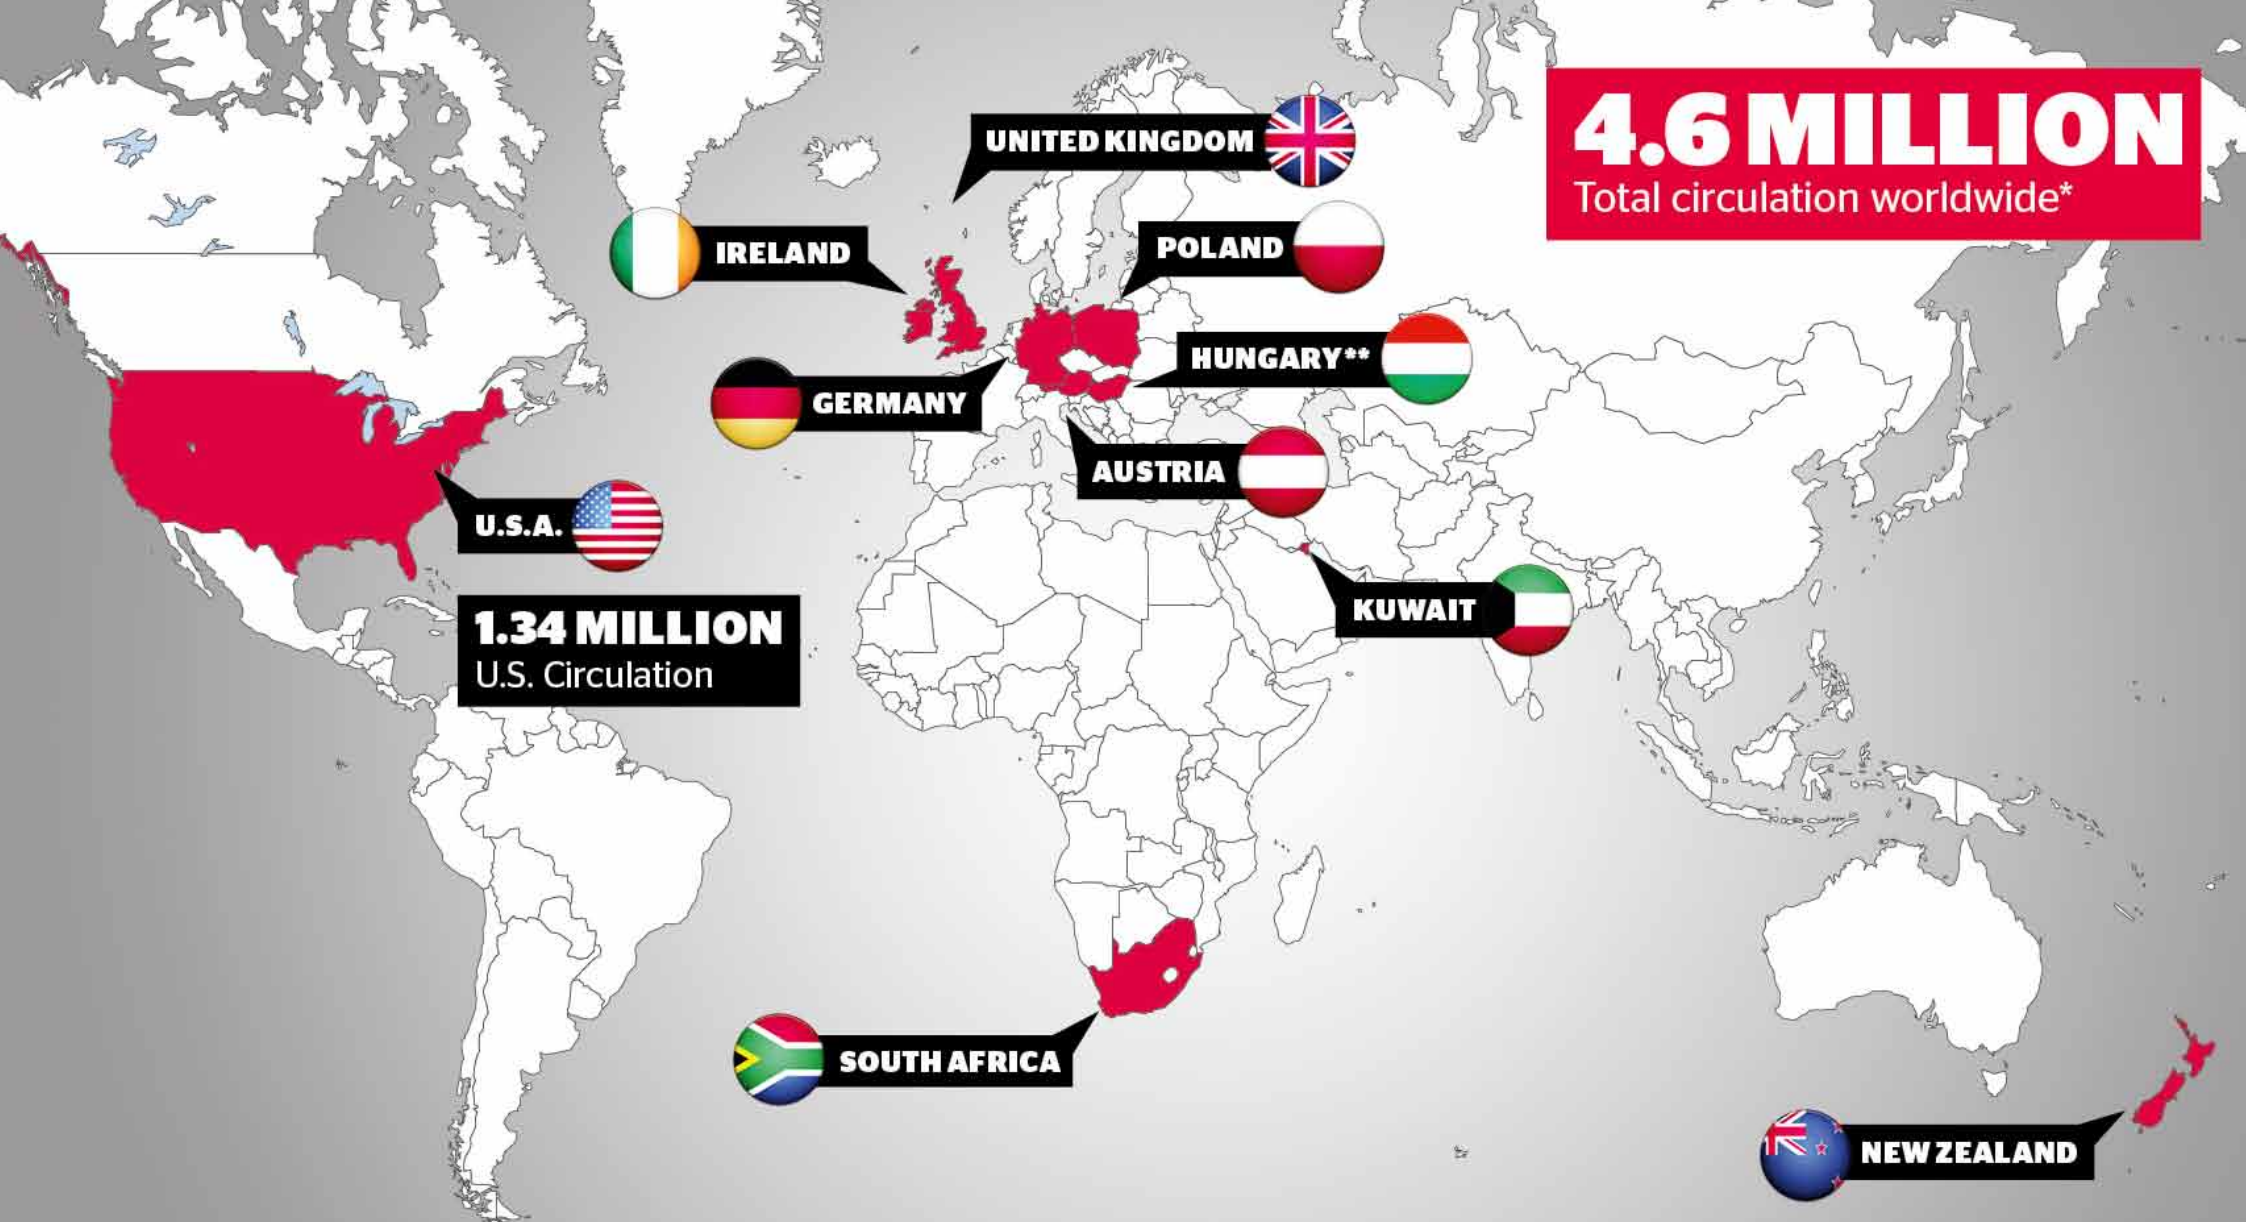 4.6 MILLION
Total circulation worldwide*
UNITED KINGDOM
IRELAND
POLAND
HUNGARY**
GERMANY
AUSTRIA
U.S.A.
1.34 MILLION
U.S. Circulation
KUWAIT
SOUTH AFRICA
NEW ZEALAND